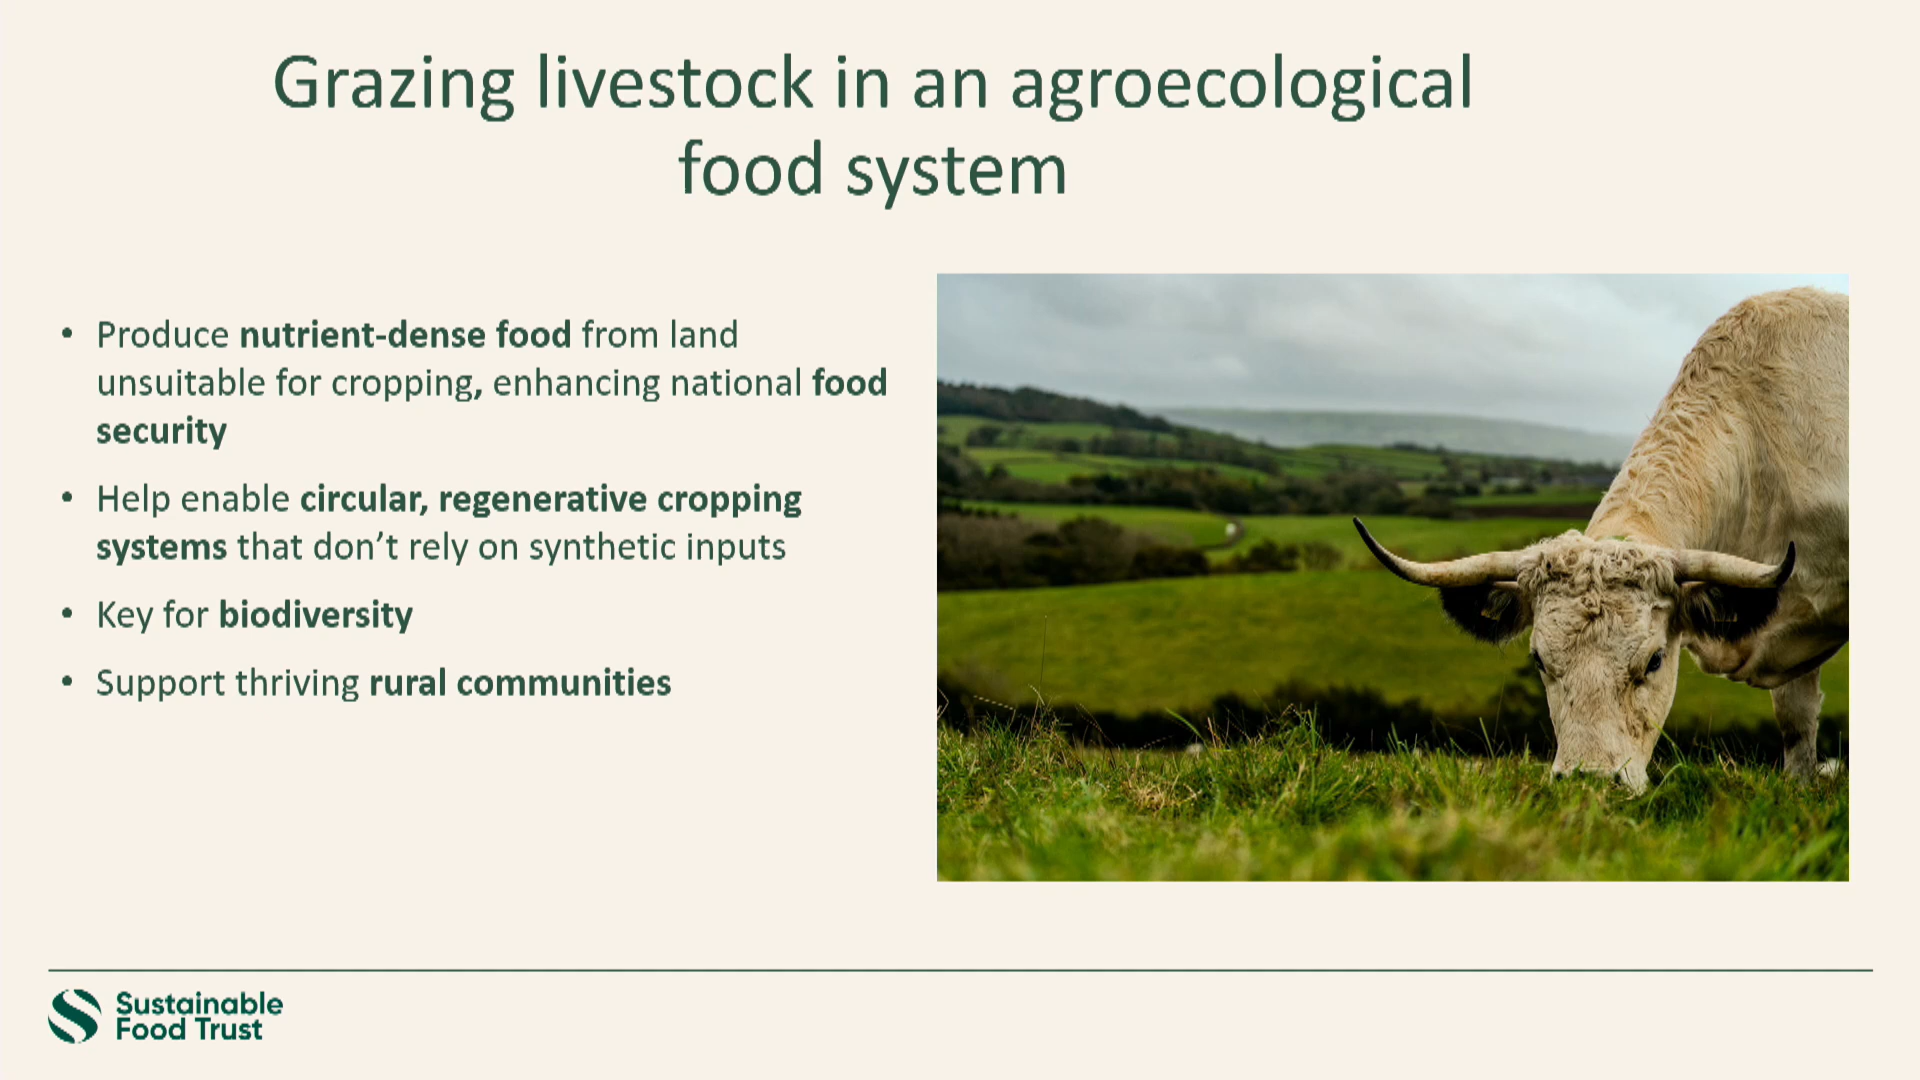 Grazing livestock in an agroecological
food system
• Produce nutrient-dense food from land
unsuitable for cropping, enhancing national food
security
• Help enable circular, regenerative cropping
systems that don’t rely on synthetic inputs
• Key for biodiversity
• Support thriving rural communities
Sustainable
Food Trust